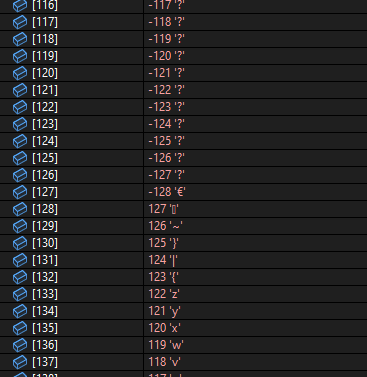 [116] -117 '?'
[117] -118 '?'
[118] -119 '?'
[119] -120 '?'
[120] -121 '?'
[121] -122 '?'
[122] -123 '?'
[123] -124 '?'
[124] -125 '?'
[125] -126 '?'
[126] -127 '?'
[127] -128 '€'
[128] 127 '▯'
[129] 126 '~'
[130] 125 '}'
[131] 124 '|'
[132] 123 '{'
[133] 122 'z'
[134] 121 'y'
[135] 120 'x'
[136] 119 'w'
[137] 118 'v'